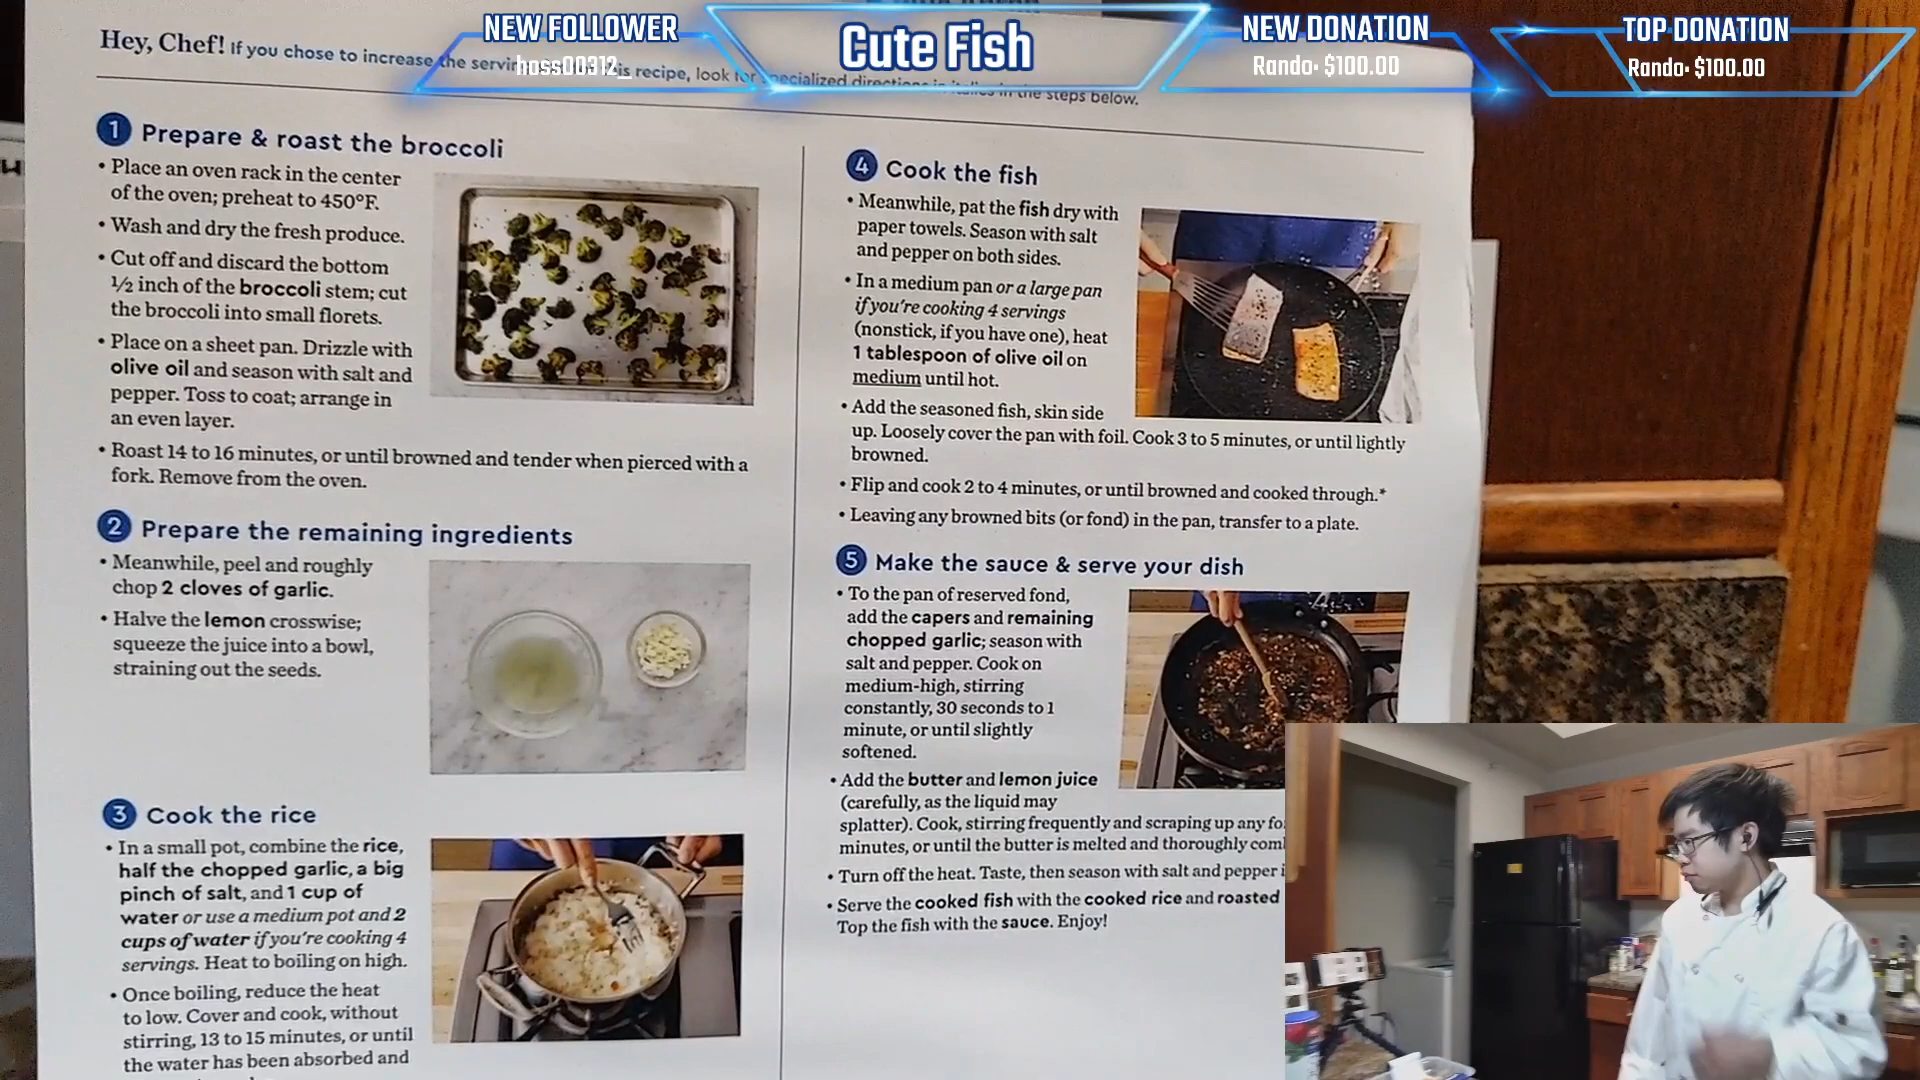 NEW FOLLOWER
hass00312_
Cute Fish
NEW DONATION
Rando: $100.00
TOP DONATION
Rando: $100.00
Hey, Chef! If you chose to increase the is recipe, look for specialized directions in italics in the steps below.
1 Prepare & roast the broccoli
• Place an oven rack in the center
of the oven; preheat to 450°F.
• Wash and dry the fresh produce.
• Cut off and discard the bottom
½ inch of the broccoli stem; cut
the broccoli into small florets.
• Place on a sheet pan. Drizzle with
olive oil and season with salt and
pepper. Toss to coat; arrange in
an even layer.
• Roast 14 to 16 minutes, or until browned and tender when pierced with a
fork. Remove from the oven.
2 Prepare the remaining ingredients
• Meanwhile, peel and roughly
chop 2 cloves of garlic.
• Halve the lemon crosswise;
squeeze the juice into a bowl,
straining out the seeds.
3 Cook the rice
• In a small pot, combine the rice,
half the chopped garlic, a big
pinch of salt, and 1 cup of
water or use a medium pot and 2
cups of water if you're cooking 4
servings. Heat to boiling on high.
• Once boiling, reduce the heat
to low. Cover and cook, without
stirring, 13 to 15 minutes, or until
the water has been absorbed and
4 Cook the fish
• Meanwhile, pat the fish dry with
paper towels. Season with salt
and pepper on both sides.
• In a medium pan or a large pan
if you're cooking 4 servings
(nonstick, if you have one), heat
1 tablespoon of olive oil on
medium until hot.
• Add the seasoned fish, skin side
up. Loosely cover the pan with foil. Cook 3 to 5 minutes, or until lightly
browned.
• Flip and cook 2 to 4 minutes, or until browned and cooked through.*
• Leaving any browned bits (or fond) in the pan, transfer to a plate.
5 Make the sauce & serve your dish
• To the pan of reserved fond,
add the capers and remaining
chopped garlic; season with
salt and pepper. Cook on
medium-high, stirring
constantly, 30 seconds to 1
minute, or until slightly
softened.
• Add the butter and lemon juice
(carefully, as the liquid may
splatter). Cook, stirring frequently and scraping up any fo
minutes, or until the butter is melted and thoroughly com
• Turn off the heat. Taste, then season with salt and pepper i
• Serve the cooked fish with the cooked rice and roasted
Top the fish with the sauce. Enjoy!